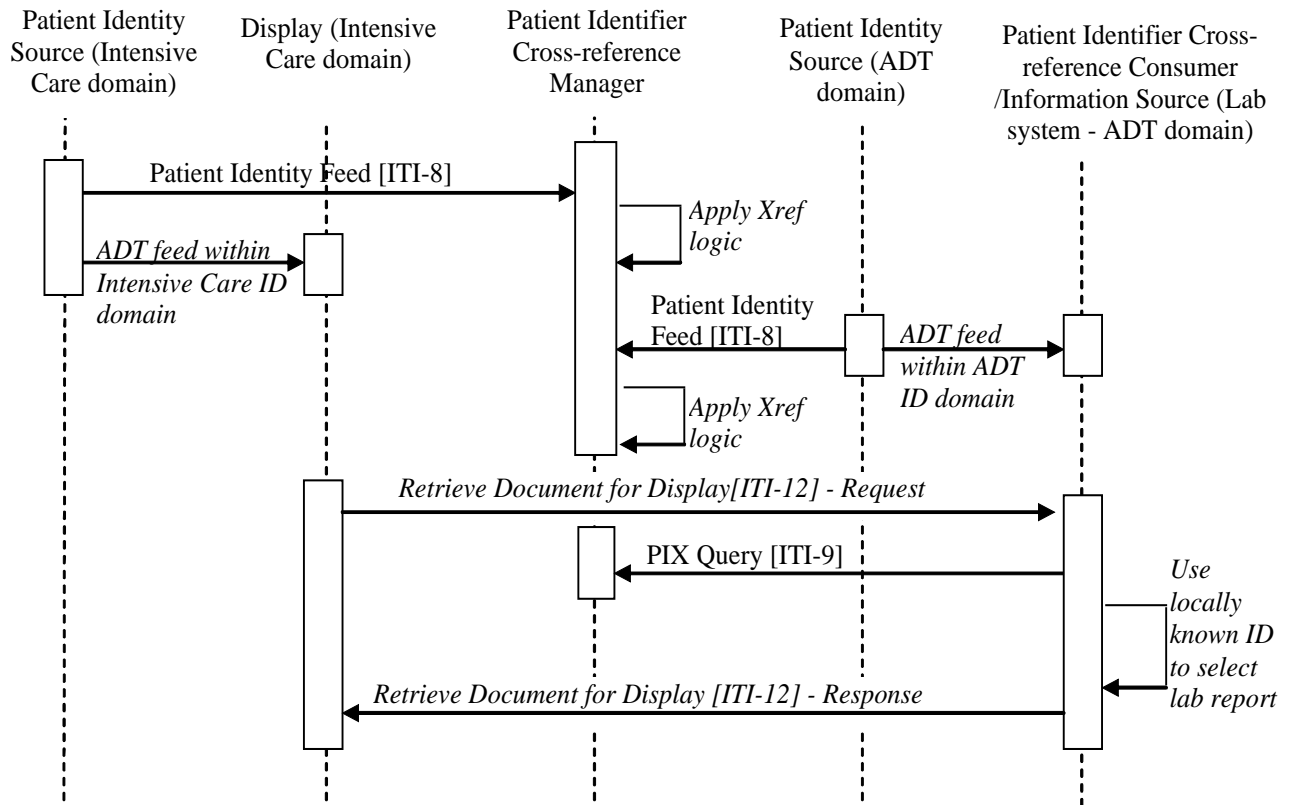 Patient Identity
Source (Intensive
Care domain)
Display (Intensive
Care domain)
Patient Identifier
Cross-reference
Manager
Patient Identity
Source (ADT
domain)
Patient Identifier Cross-
reference Consumer
/Information Source (Lab
system - ADT domain)
Patient Identity Feed [ITI-8]
Apply Xref
logic
ADT feed within
Intensive Care ID
domain
Patient Identity
Feed [ITI-8]
ADT feed
within ADT
ID domain
Apply Xref
logic
Retrieve Document for Display[ITI-12] - Request
PIX Query [ITI-9]
Use
locally
known ID
to select
lab report
Retrieve Document for Display [ITI-12] - Response